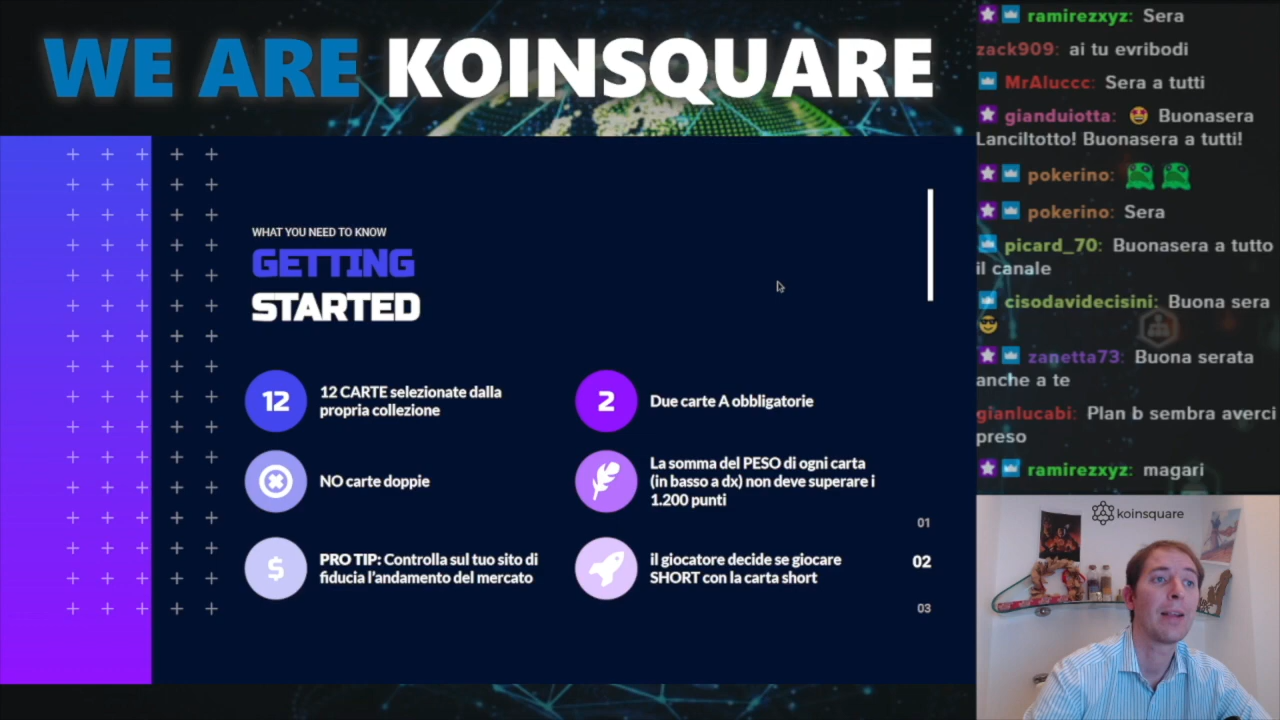 WE ARE KOINSQUARE
WHAT YOU NEED TO KNOW
GETTING
STARTED
12
12 CARTE selezionate dalla
propria collezione
2
Due carte A obbligatorie
NO carte doppie
La somma del PESO di ogni carta
(in basso a dx) non deve superare i
1.200 punti
$
PRO TIP: Controlla sul tuo sito di
fiducia l'andamento del mercato
il giocatore decide se giocare
SHORT con la carta short
01
02
03
ramirezxyz: Sera
zack909: ai tu evribodi
MrAluccc: Sera a tutti
gianduiotta: 🤩 Buonasera
Lanciltotto! Buonasera a tutti!
pokerino:
pokerino: Sera
picard_70: Buonasera a tutto
il canale
cisodavidecisini: Buona sera
😎
zanetta73: Buona serata
anche a te
gianlucabi: Plan b sembra averci
preso
ramirezxyz: magari
koinsquare